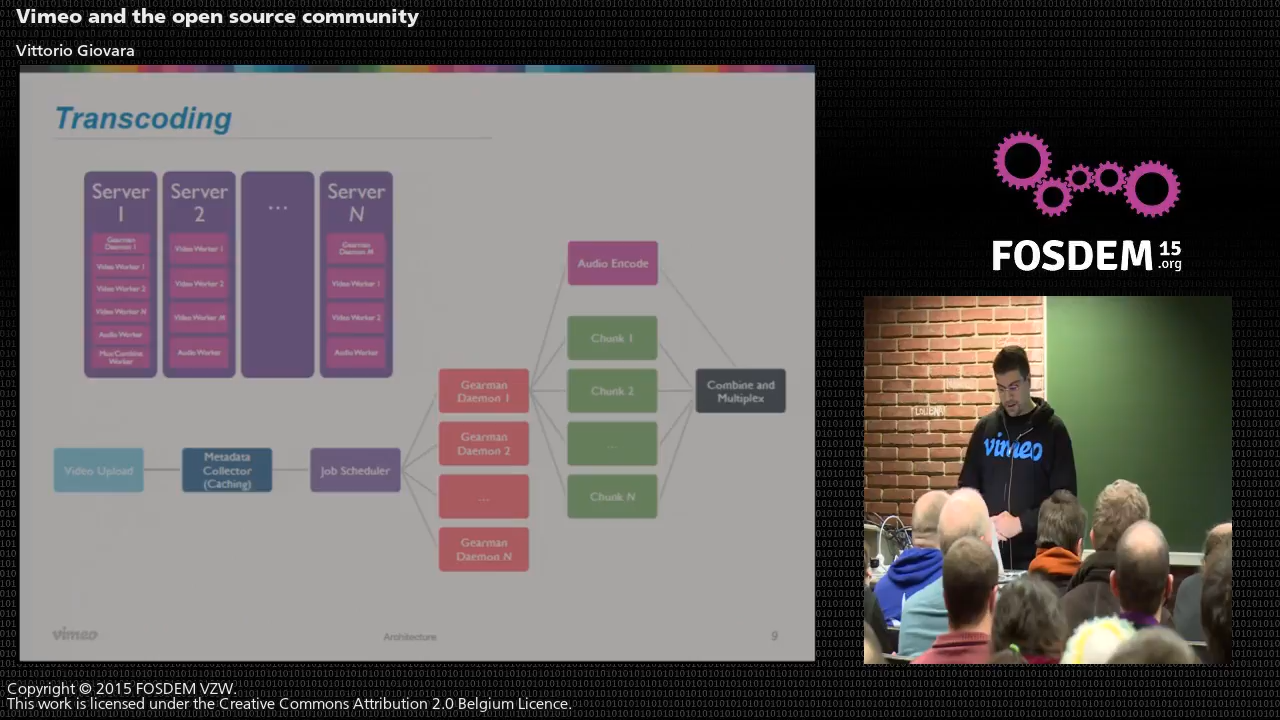 Vimeo and the open source community
Vittorio Giovara
Transcoding
Server
1
Gearman
Daemon 1
Video Worker 1
Video Worker 2
Video Worker N
Audio Worker
Mux/Combine
Worker
Server
2
Video Worker 1
Video Worker 2
Video Worker M
Audio Worker
...
Server
N
Gearman
Daemon M
Video Worker 1
Video Worker 2
Audio Worker
Video Upload
Metadada
Collector
(Caching)
Job Scheduler
Gearman
Daemon 1
Gearman
Daemon 2
...
Gearman
Daemon N
Audio Encode
Chunk 1
Chunk 2
...
Chunk N
Combine and
Multiplex
vimeo
Architecture
9
FOSDEM 15
.org
vimeo
Copyright © 2015 FOSDEM VZW.
This work is licensed under the Creative Commons Attribution 2.0 Belgium Licence.